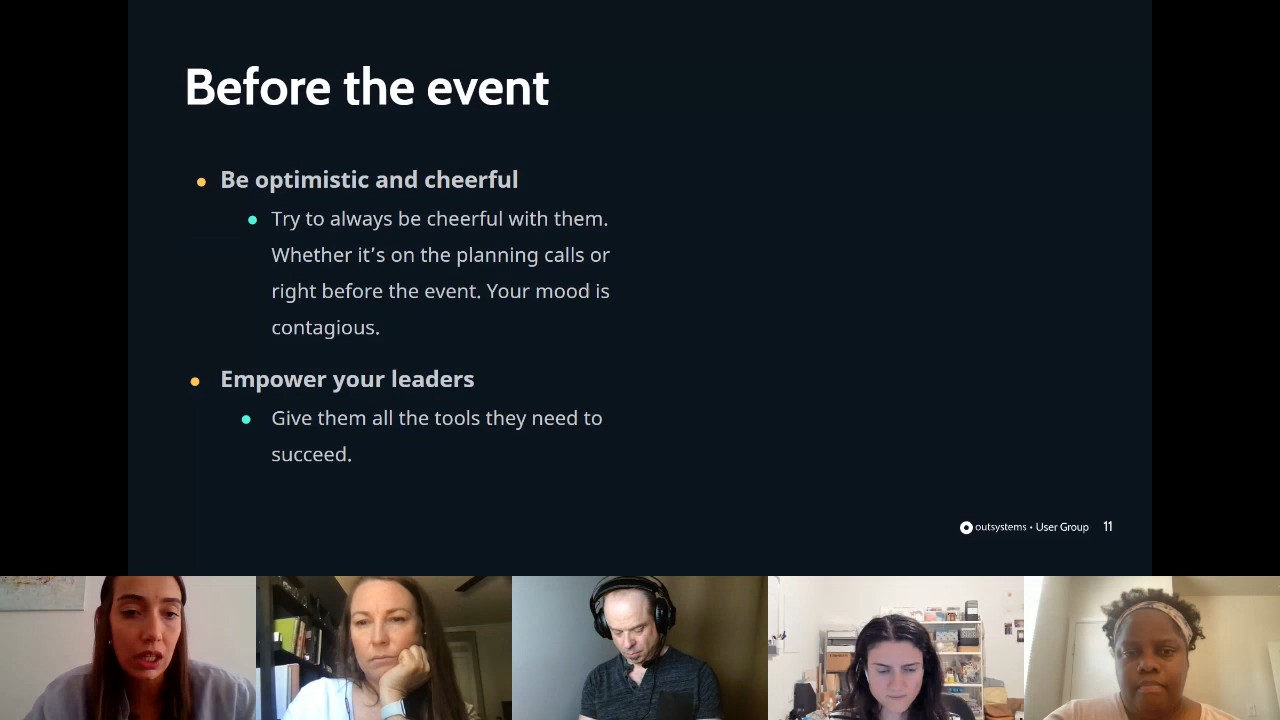 Before the event
Be optimistic and cheerful
Try to always be cheerful with them.
Whether it’s on the planning calls or
right before the event. Your mood is
contagious.
Empower your leaders
Give them all the tools they need to
succeed.
outsystems • User Group 11